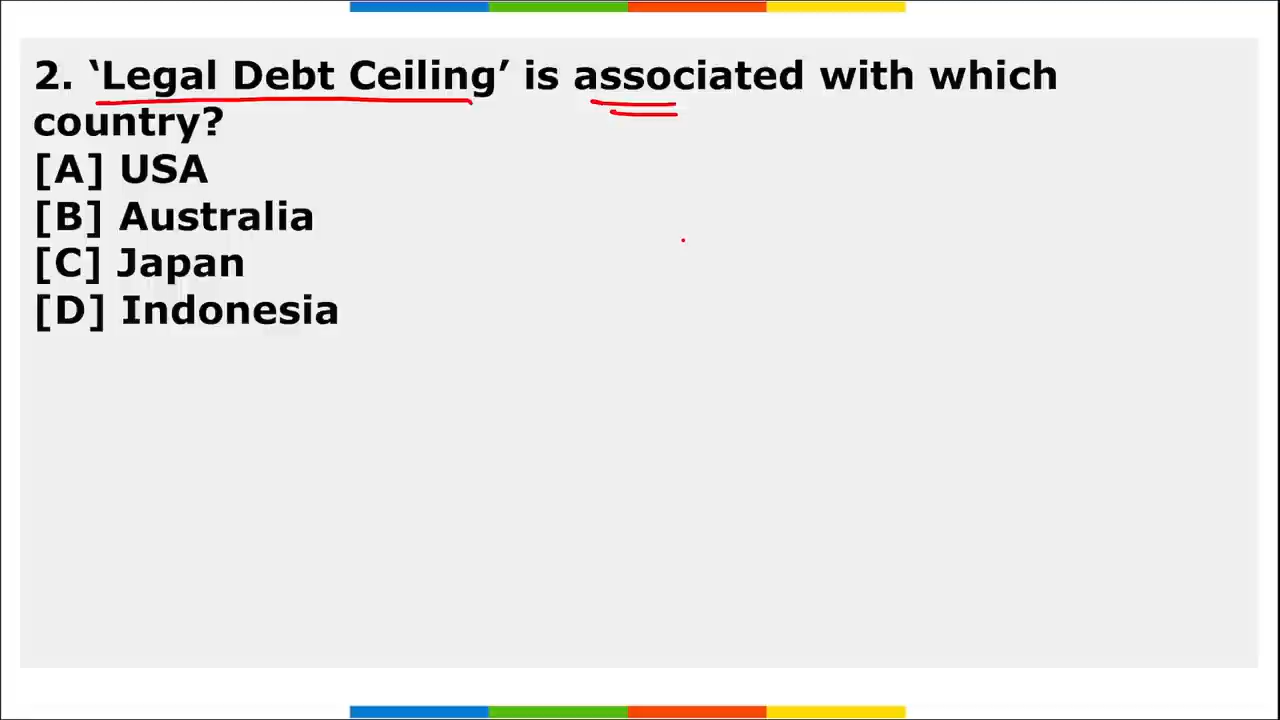 2. ‘Legal Debt Ceiling’ is associated with which
country?
[A] USA
[B] Australia
[C] Japan
[D] Indonesia